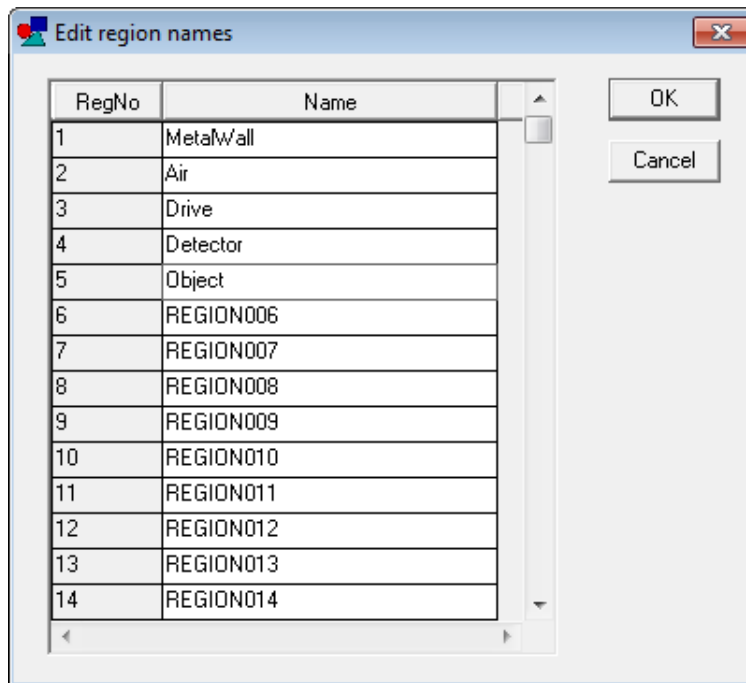 Edit region names
RegNo Name
1 MetalWall
2 Air
3 Drive
4 Detector
5 Object
6 REGION006
7 REGION007
8 REGION008
9 REGION009
10 REGION010
11 REGION011
12 REGION012
13 REGION013
14 REGION014
OK
Cancel